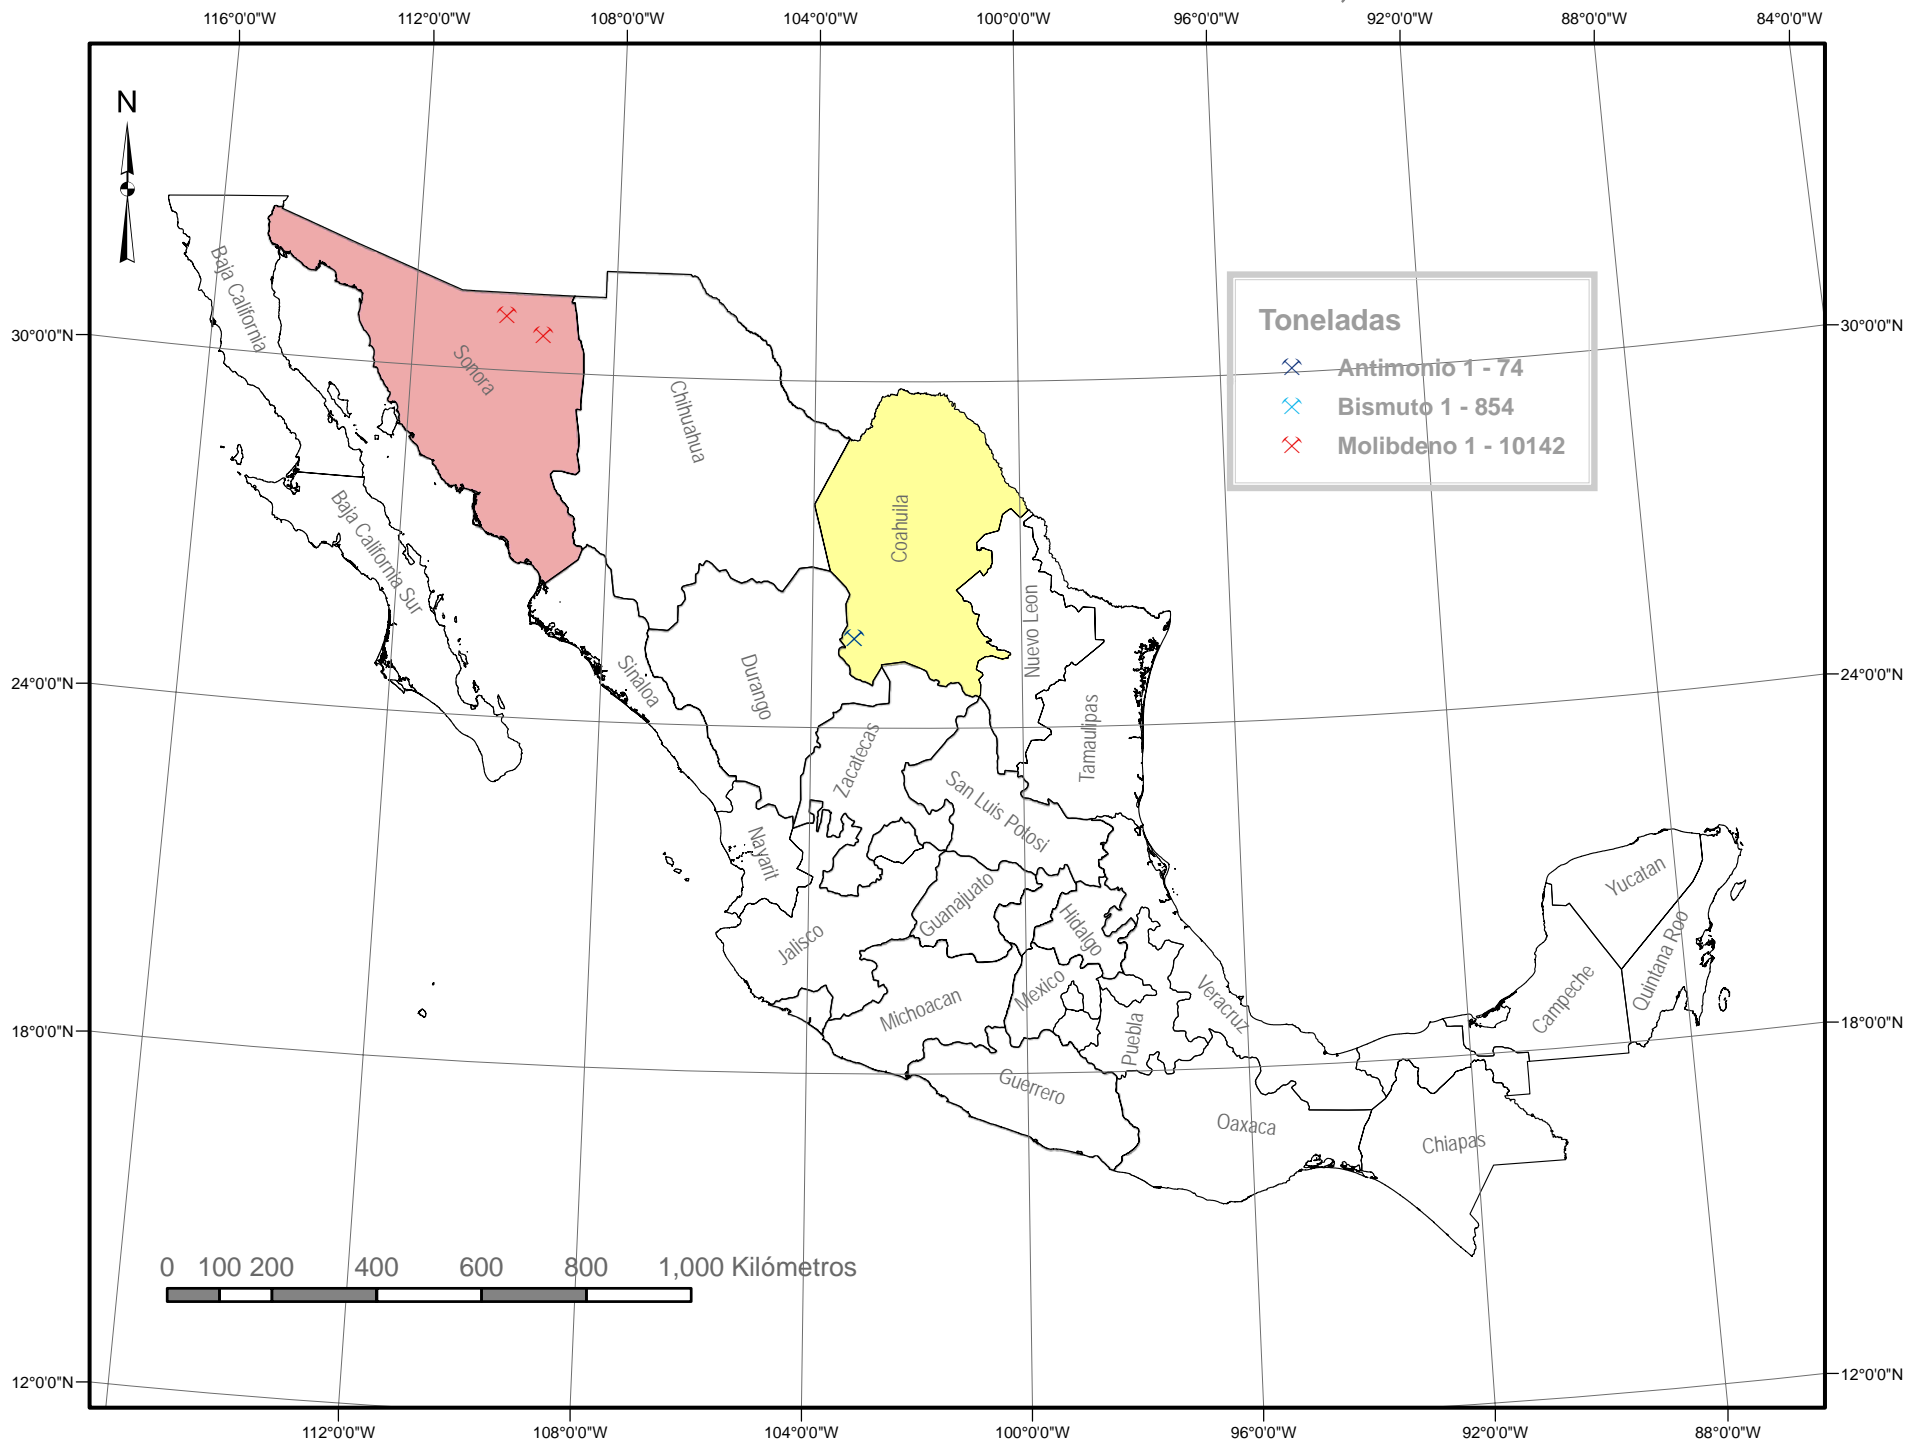 116°0'0"W 112°0'0"W 108°0'0"W 104°0'0"W 100°0'0"W 96°0'0"W 92°0'0"W 88°0'0"W 84°0'0"W
N
30°0'0"N
30°0'0"N
Toneladas
Antimonio 1 - 74
Bismuto 1 - 854
Molibdeno 1 - 10142
Baja California
Sonora
Chihuahua
Coahuila
Baja California Sur
Nuevo Leon
Sinaloa
Durango
Tamaulipas
24°0'0"N
24°0'0"N
Zacatecas
San Luis Potosi
Nayarit
Guanajuato
Hidalgo
Jalisco
Yucatan
Quintana Roo
Campeche
Michoacan
Mexico
Veracruz
Puebla
18°0'0"N
18°0'0"N
Guerrero
Oaxaca
Chiapas
0 100 200 400 600 800 1,000 Kilómetros
12°0'0"N
12°0'0"N
112°0'0"W 108°0'0"W 104°0'0"W 100°0'0"W 96°0'0"W 92°0'0"W 88°0'0"W